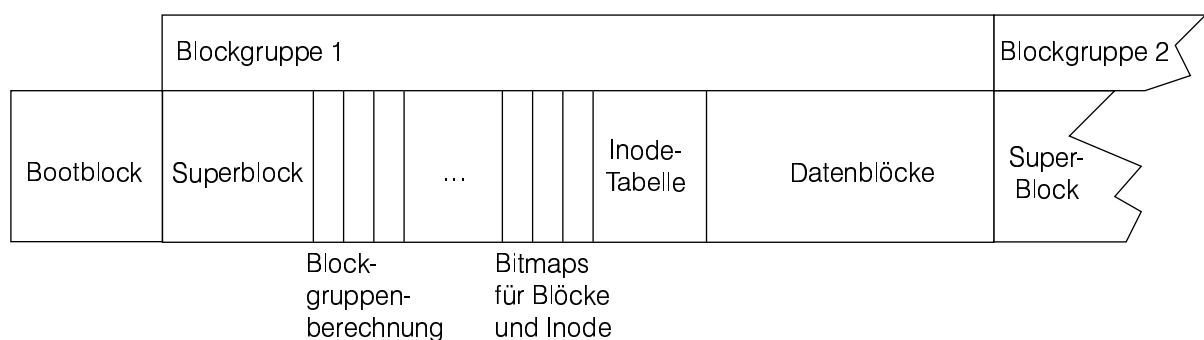 Blockgruppe 1
Blockgruppe 2
Bootblock
Superblock
...
Inode-
Tabelle
Datenblöcke
Super-
Block
Block-
gruppen-
berechnung
Bitmaps
für Blöcke
und Inode